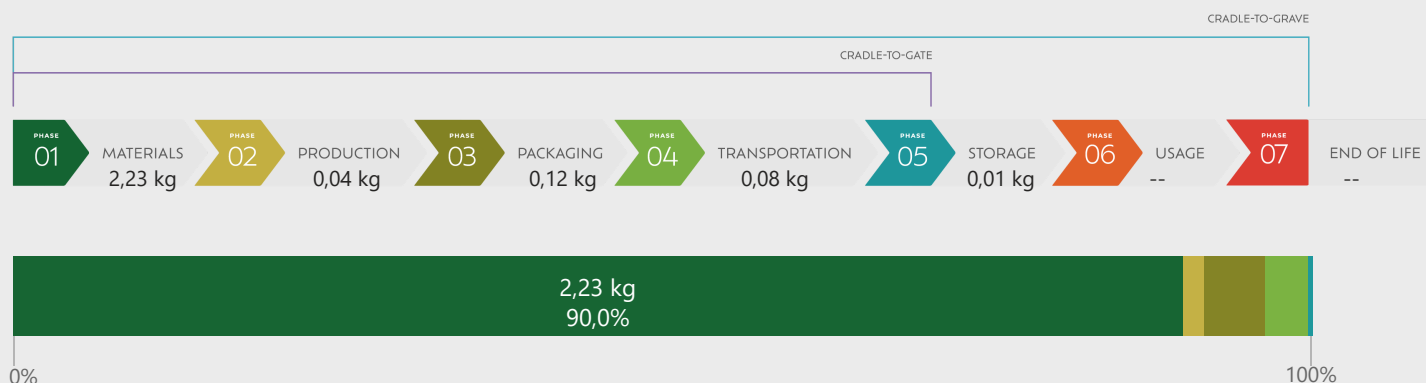 CRADLE-TO-GRAVE
CRADLE-TO-GATE
PHASE
01
MATERIALS
2,23 kg
PHASE
02
PRODUCTION
0,04 kg
PHASE
03
PACKAGING
0,12 kg
PHASE
04
TRANSPORTATION
0,08 kg
PHASE
05
STORAGE
0,01 kg
PHASE
06
USAGE
--
PHASE
07
END OF LIFE
--
2,23 kg
90,0%
0%
100%